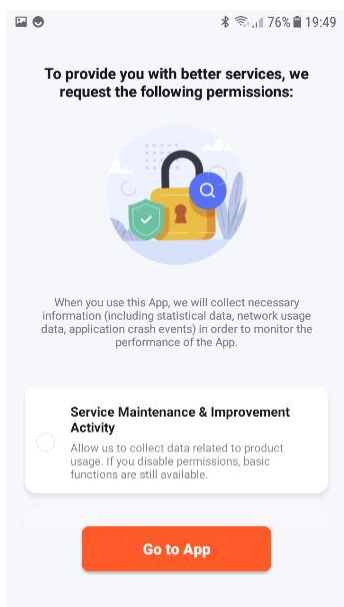 76% 19:49
To provide you with better services, we
request the following permissions:
When you use this App, we will collect necessary
information (including statistical data, network usage
data, application crash events) in order to monitor the
performance of the App.
Service Maintenance & Improvement
Activity
Allow us to collect data related to product
usage. If you disable permissions, basic
functions are still available.
Go to App